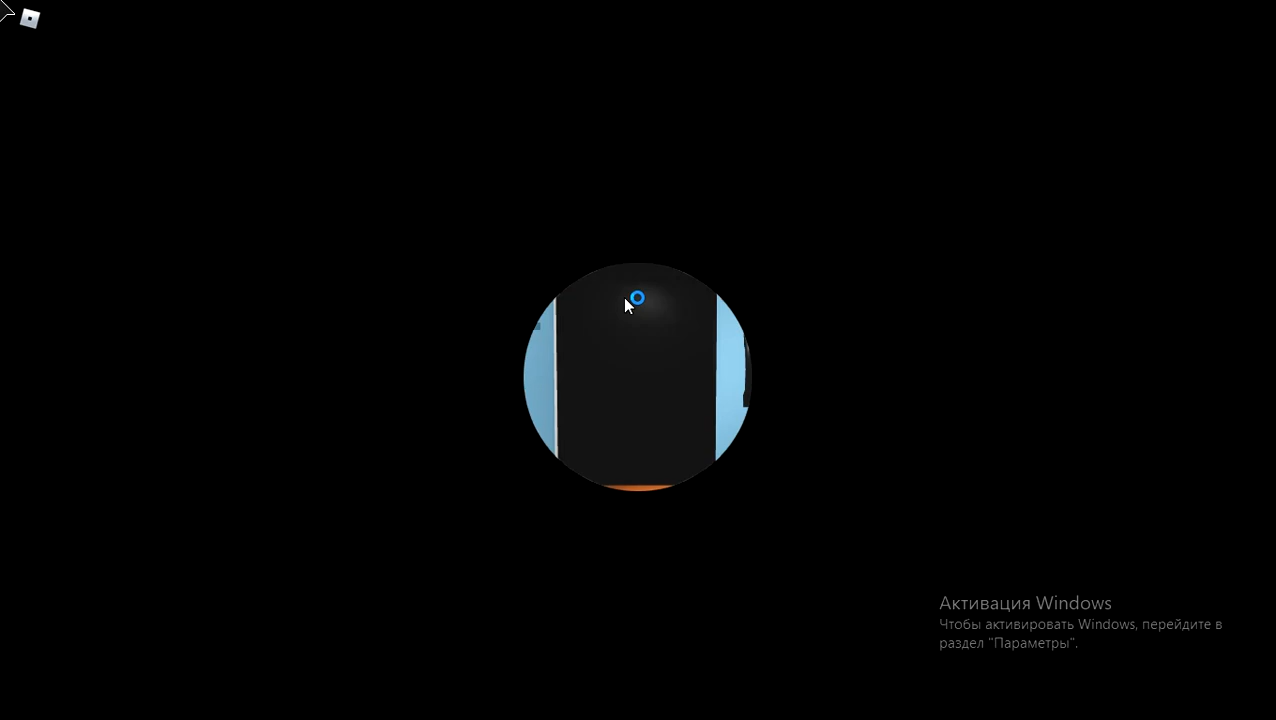 Активация Windows
Чтобы активировать Windows, перейдите в
раздел "Параметры".